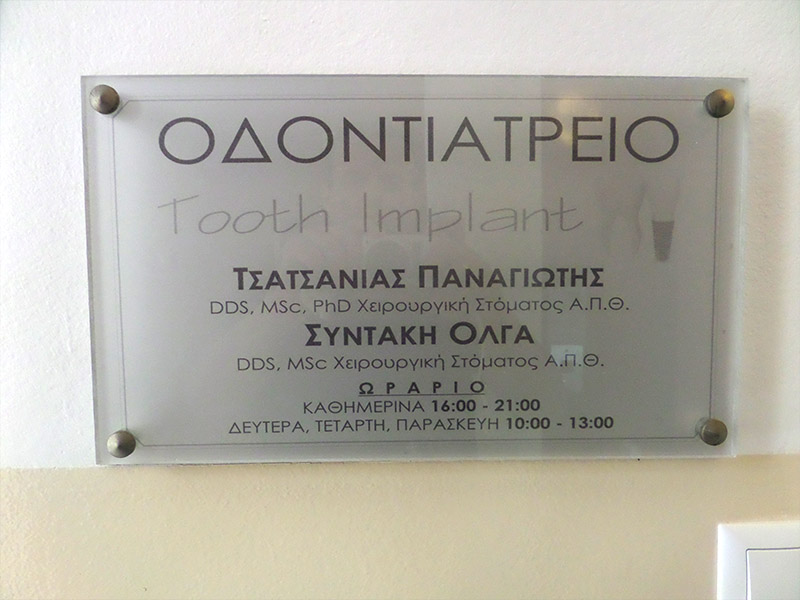 ΟΔΟΝΤΙΑΤΡΕΙΟ
Tooth Implant
ΤΣΑΤΣΑΝΙΑΣ ΠΑΝΑΓΙΩΤΗΣ
DDS, MSc, PhD Χειρουργική Στόματος Α.Π.Θ.
ΣΥΝΤΑΚΗ ΟΛΓΑ
DDS, MSc Χειρουργική Στόματος Α.Π.Θ.
ΩΡΑΡΙΟ
ΚΑΘΗΜΕΡΙΝΑ 16:00 - 21:00
ΔΕΥΤΕΡΑ, ΤΕΤΑΡΤΗ, ΠΑΡΑΣΚΕΥΗ 10:00 - 13:00